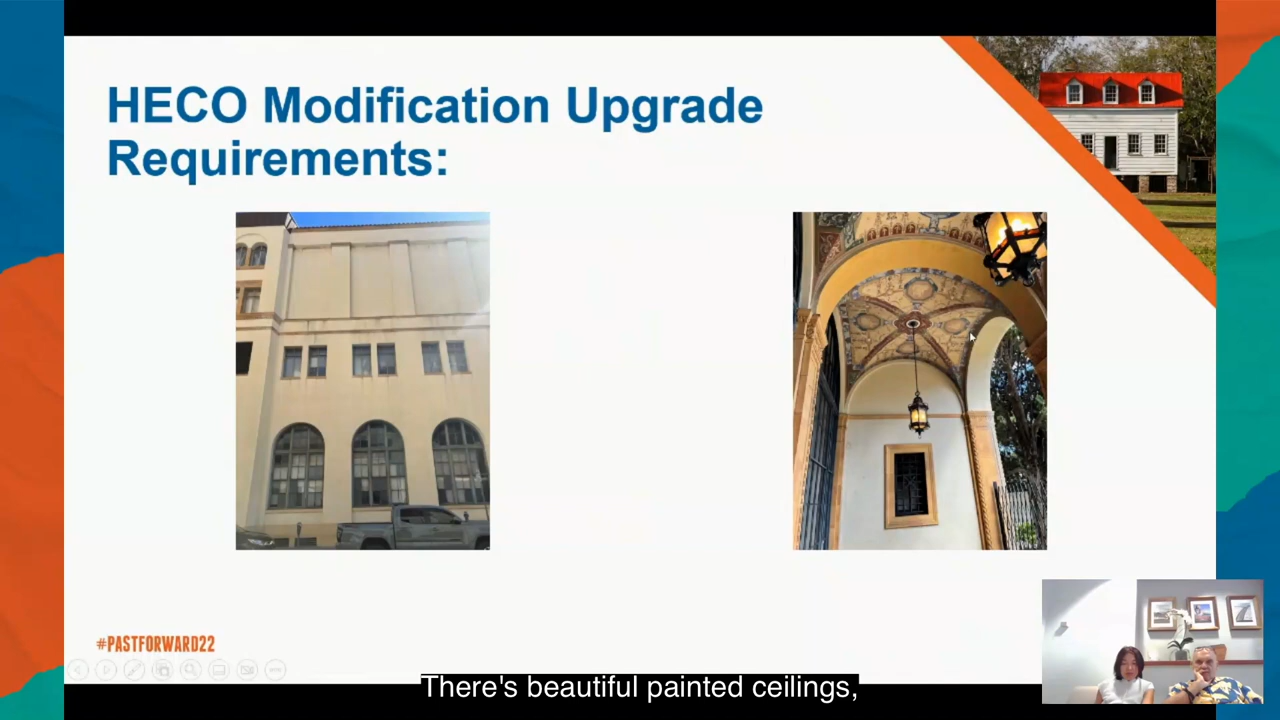 HECO Modification Upgrade
Requirements:
#PASTFORWARD22
There's beautiful painted ceilings,